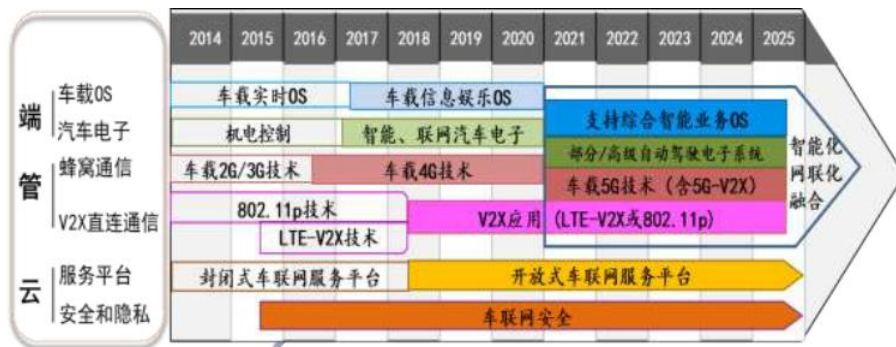 2014 2015 2016 2017 2018 2019 2020 2021 2022 2023 2024 2025
端
车载OS
汽车电子
管
蜂窝通信
V2X直连通信
云
服务平台
安全和隐私
车载实时OS 车载信息娱乐OS
支持综合智能业务OS
机电控制 智能、联网汽车电子
部分/高级自动驾驶电子系统
车载2G/3G技术 车载4G技术
车载5G技术(含5G-V2X)
802.11p技术
LTE-V2X技术
V2X应用 (LTE-V2X或802.11p)
封闭式车联网服务平台 开放式车联网服务平台
车联网安全
智能化
网联化
融合